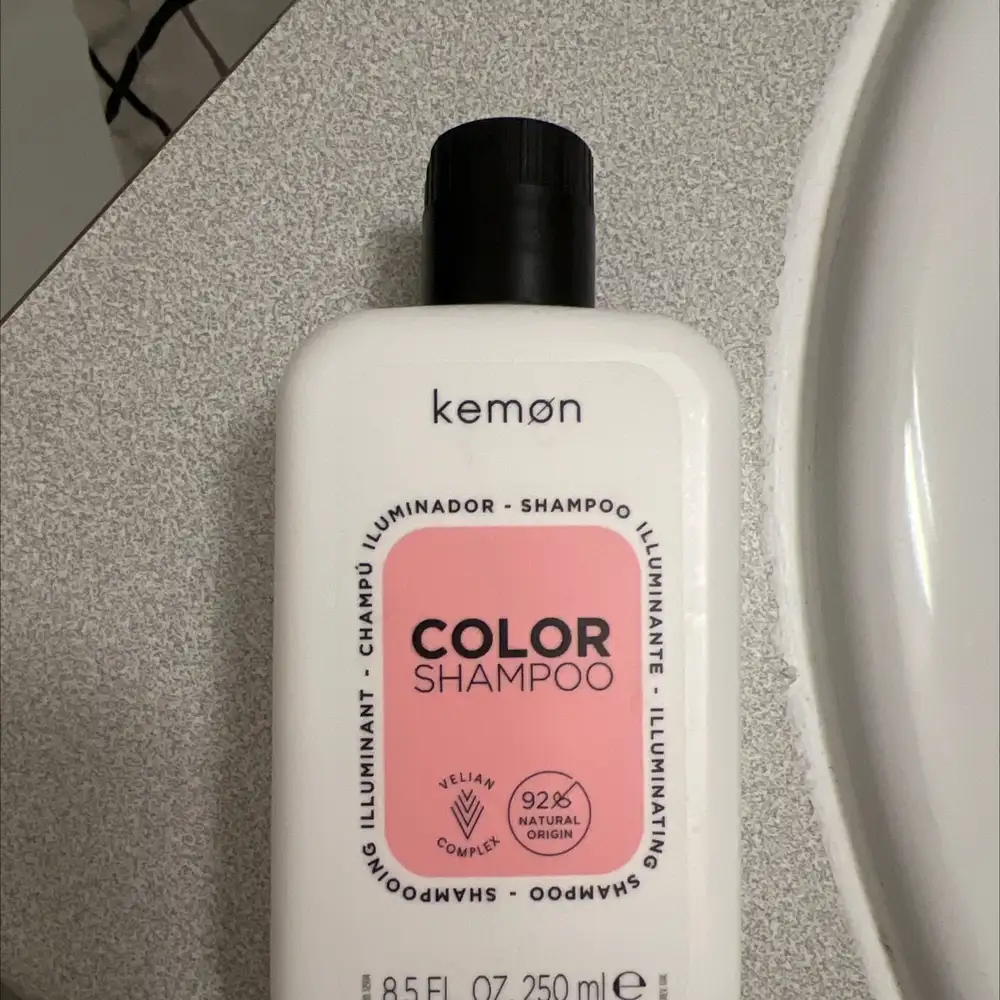 kemøn
CHAMPÚ ILUMINADOR - SHAMPOO ILLUMINANTE - ILLUMINATING SHAMPOO - SHAMPOOING ILLUMINANT -
COLOR
SHAMPOO
VELIAN
COMPLEX
92%
NATURAL
ORIGIN
8.5 FL. OZ. 250 ml e